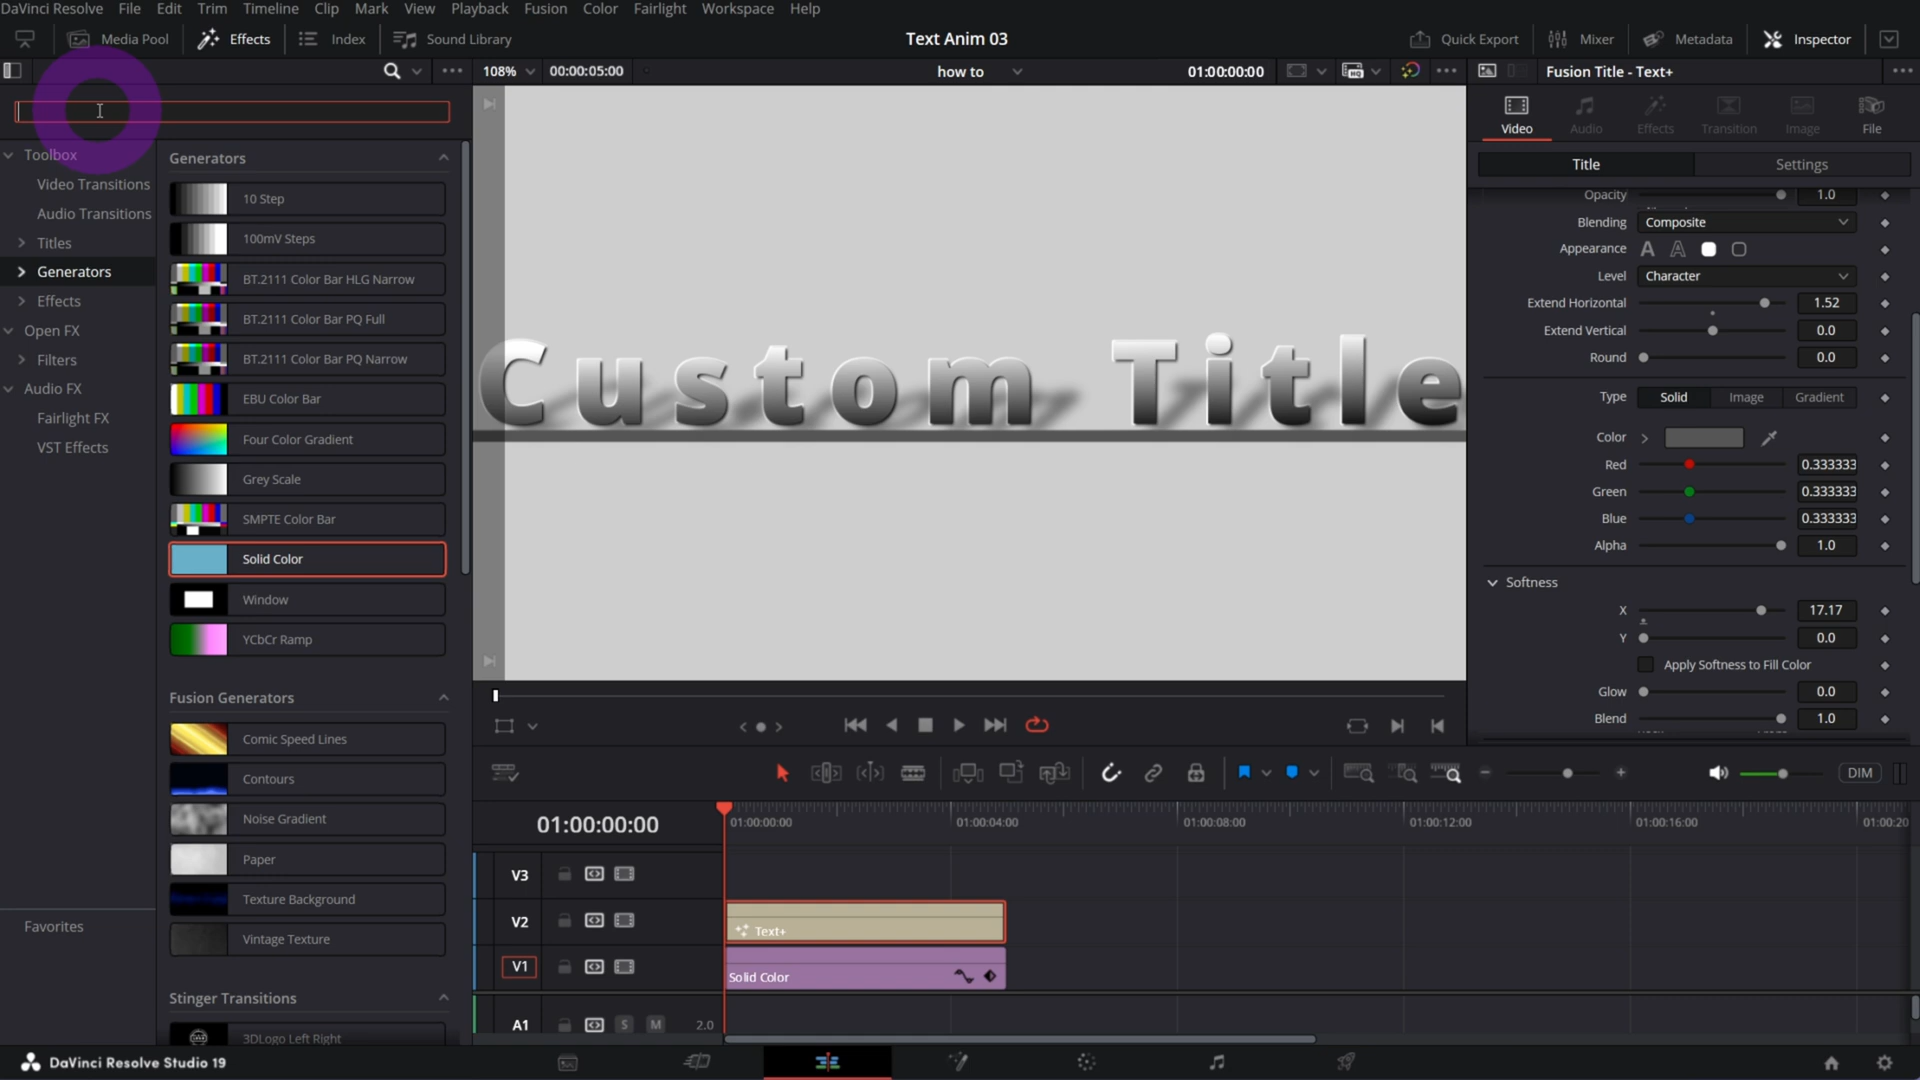 DaVinci Resolve File Edit Trim Timeline Clip Mark View Playback Fusion Color Fairlight Workspace Help
Media Pool Effects Index Sound Library Text Anim 03 Quick Export Mixer Metadata Inspector
108% 00:00:05:00 how to 01:00:00:00 HQ Fusion Title - Text+
Video Audio Effects Transition Image File
Title Settings
Toolbox
Video Transitions
Audio Transitions
Titles
Generators
Effects
Open FX
Filters
Audio FX
Fairlight FX
VST Effects
Favorites
Generators
10 Step
100mV Steps
BT.2111 Color Bar HLG Narrow
BT.2111 Color Bar PQ Full
BT.2111 Color Bar PQ Narrow
EBU Color Bar
Four Color Gradient
Grey Scale
SMPTE Color Bar
Solid Color
Window
YCbCr Ramp
Fusion Generators
Comic Speed Lines
Contours
Noise Gradient
Paper
Texture Background
Vintage Texture
Stinger Transitions
3DLogo Left Right
Custom Title
Opacity 1.0
Blending Composite
Appearance A A
Level Character
Extend Horizontal 1.52
Extend Vertical 0.0
Round 0.0
Type Solid Image Gradient
Color
Red 0.333333
Green 0.333333
Blue 0.333333
Alpha 1.0
Softness
X 17.17
Y 0.0
Apply Softness to Fill Color
Glow 0.0
Blend 1.0
DIM
01:00:00:00 01:00:00:00 01:00:04:00 01:00:08:00 01:00:12:00 01:00:16:00 01:00:20
V3
V2 Text+
V1 Solid Color
A1 S M 2.0
DaVinci Resolve Studio 19